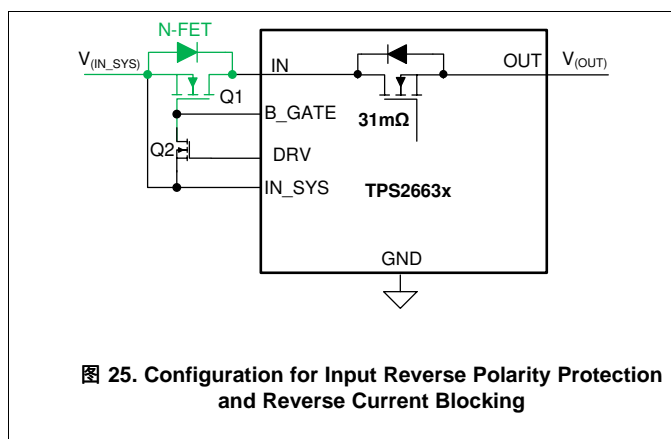 N-FET
V(IN_SYS)
IN
OUT
V(OUT)
Q1
B_GATE
31mΩ
Q2
DRV
IN_SYS
TPS2663x
GND
图 25. Configuration for Input Reverse Polarity Protection
and Reverse Current Blocking